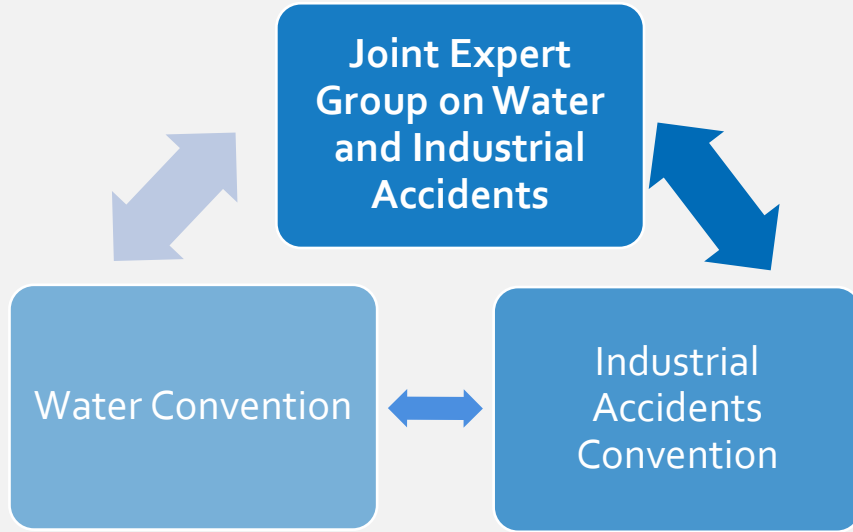 Joint Expert
Group on Water
and Industrial
Accidents
Water Convention
Industrial
Accidents
Convention